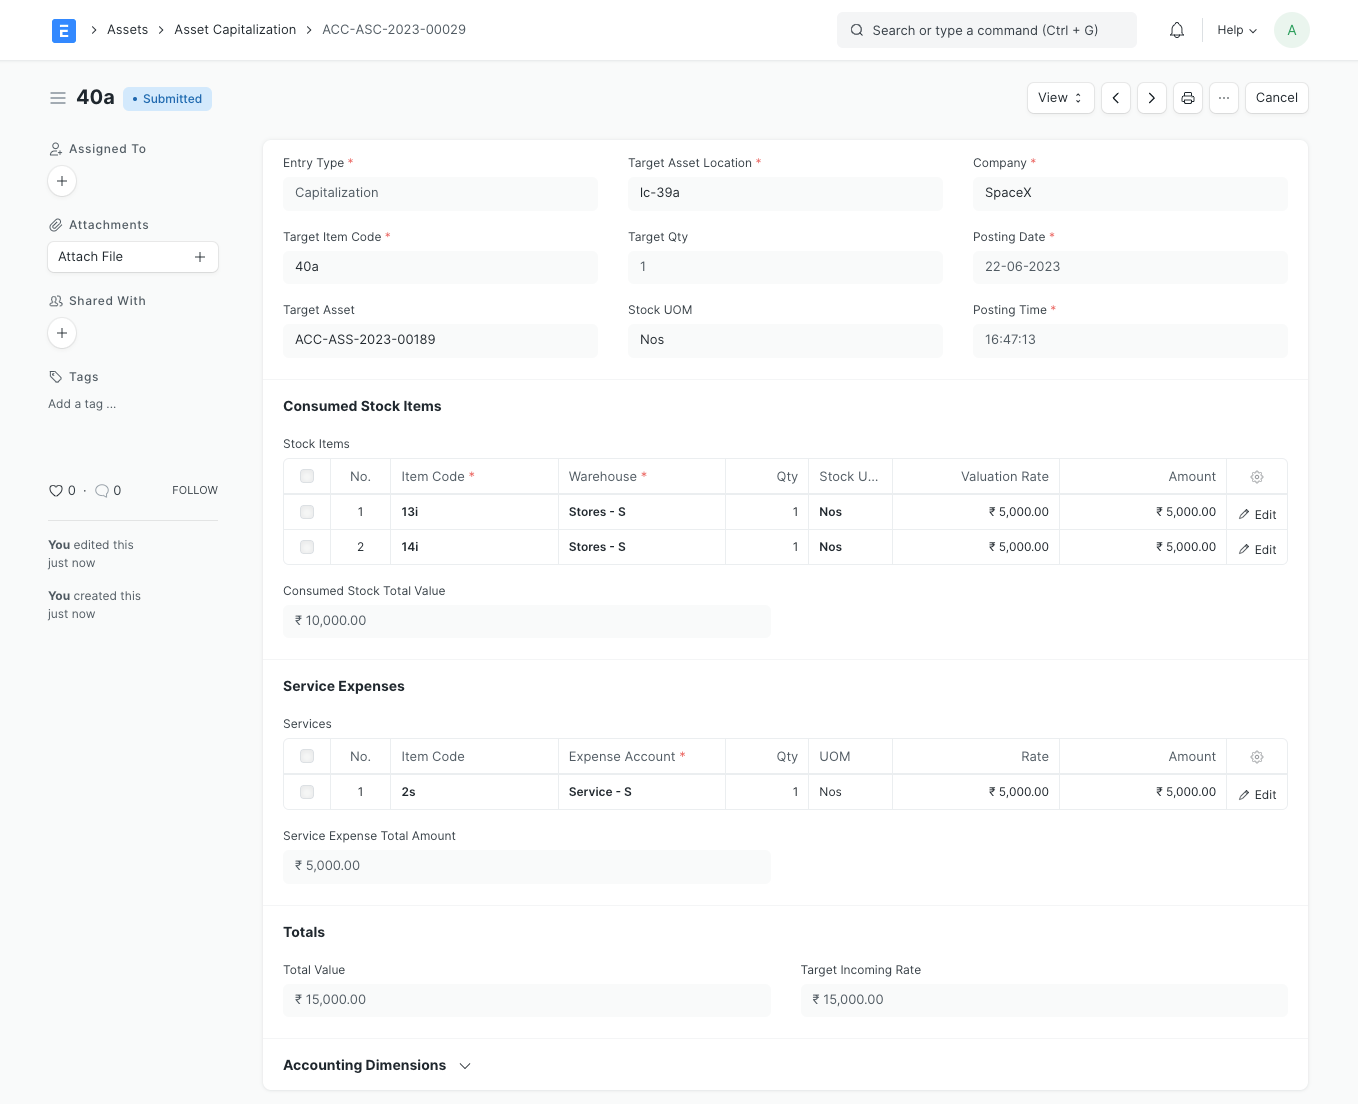 E > Assets > Asset Capitalization > ACC-ASC-2023-00029
Search or type a command (Ctrl + G)
Help
A
40a • Submitted
View
···
Cancel
Assigned To
+
Attachments
Attach File +
Shared With
+
Tags
Add a tag ...
0 · 0 FOLLOW
You edited this
just now
You created this
just now
Entry Type * Target Asset Location * Company *
Capitalization lc-39a SpaceX
Target Item Code * Target Qty Posting Date *
40a 1 22-06-2023
Target Asset Stock UOM Posting Time *
ACC-ASS-2023-00189 Nos 16:47:13
Consumed Stock Items
Stock Items
No. Item Code * Warehouse * Qty Stock U... Valuation Rate Amount
1 13i Stores - S 1 Nos ₹ 5,000.00 ₹ 5,000.00 Edit
2 14i Stores - S 1 Nos ₹ 5,000.00 ₹ 5,000.00 Edit
Consumed Stock Total Value
₹ 10,000.00
Service Expenses
Services
No. Item Code Expense Account * Qty UOM Rate Amount
1 2s Service - S 1 Nos ₹ 5,000.00 ₹ 5,000.00 Edit
Service Expense Total Amount
₹ 5,000.00
Totals
Total Value Target Incoming Rate
₹ 15,000.00 ₹ 15,000.00
Accounting Dimensions